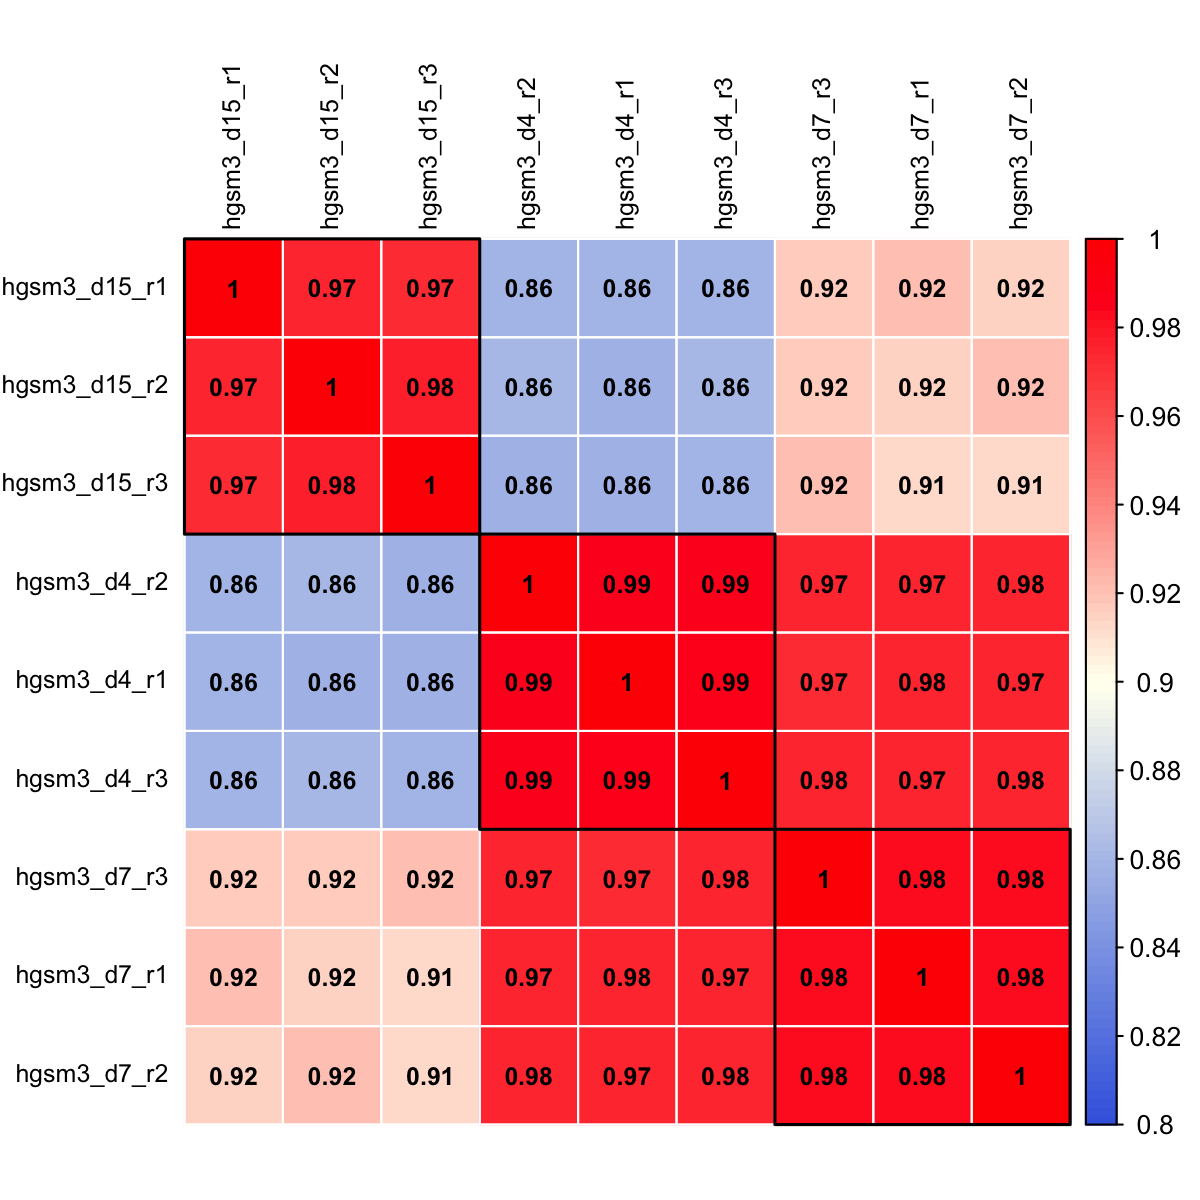 hgsm3_d15_r1 hgsm3_d15_r2 hgsm3_d15_r3 hgsm3_d4_r2 hgsm3_d4_r1 hgsm3_d4_r3 hgsm3_d7_r3 hgsm3_d7_r1 hgsm3_d7_r2
hgsm3_d15_r1 1 0.97 0.97 0.86 0.86 0.86 0.92 0.92 0.92
hgsm3_d15_r2 0.97 1 0.98 0.86 0.86 0.86 0.92 0.92 0.92
hgsm3_d15_r3 0.97 0.98 1 0.86 0.86 0.86 0.92 0.91 0.91
hgsm3_d4_r2 0.86 0.86 0.86 1 0.99 0.99 0.97 0.97 0.98
hgsm3_d4_r1 0.86 0.86 0.86 0.99 1 0.99 0.97 0.98 0.97
hgsm3_d4_r3 0.86 0.86 0.86 0.99 0.99 1 0.98 0.97 0.98
hgsm3_d7_r3 0.92 0.92 0.92 0.97 0.97 0.98 1 0.98 0.98
hgsm3_d7_r1 0.92 0.92 0.91 0.97 0.98 0.97 0.98 1 0.98
hgsm3_d7_r2 0.92 0.92 0.91 0.98 0.97 0.98 0.98 0.98 1
1
0.98
0.96
0.94
0.92
0.9
0.88
0.86
0.84
0.82
0.8